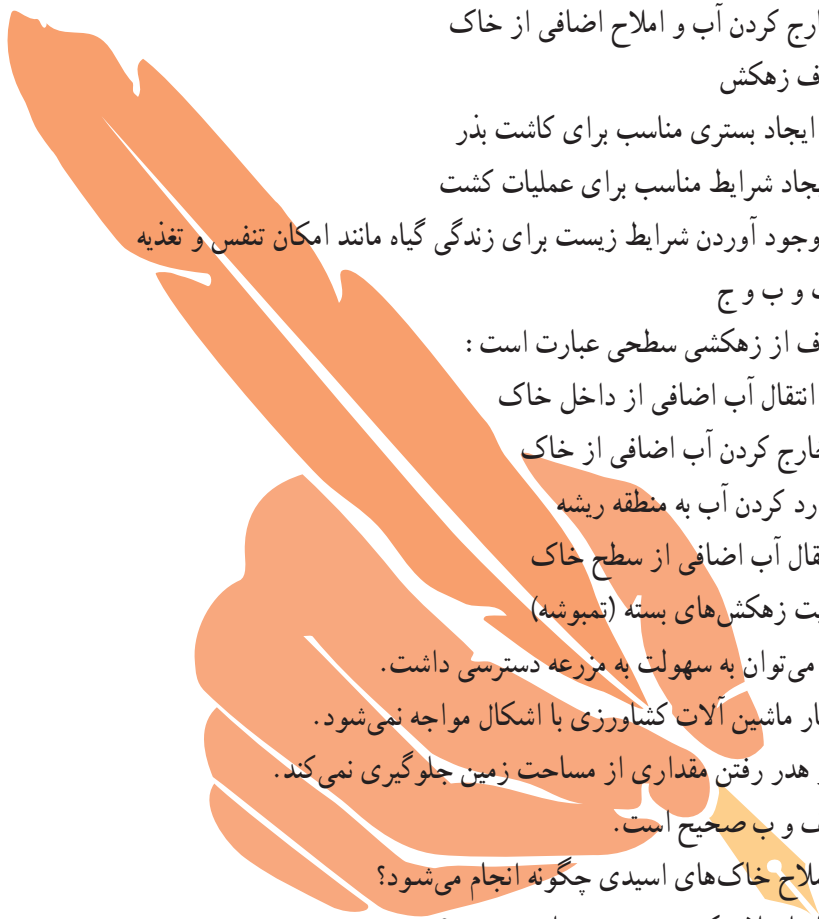 ارج کردن آب و املاح اضافی از خاک
ف زهکش
ایجاد بستری مناسب برای کاشت بذر
جاد شرایط مناسب برای عملیات کشت
وجود آوردن شرایط زیست برای زندگی گیاه مانند امکان تنفس و تغذیه
و ب و ج
ف از زهکشی سطحی عبارت است :
انتقال آب اضافی از داخل خاک
خارج کردن آب اضافی از خاک
ارد کردن آب به منطقه ریشه
قال آب اضافی از سطح خاک
یت زهکش‌های بسته (تمبوشه)
می‌توان به سهولت به مزرعه دسترسی داشت.
ار ماشین آلات کشاورزی با اشکال مواجه نمی‌شود.
هدر رفتن مقداری از مساحت زمین جلوگیری نمی‌کند.
ف و ب صحیح است.
ملاح خاک‌های اسیدی چگونه انجام می‌شود؟